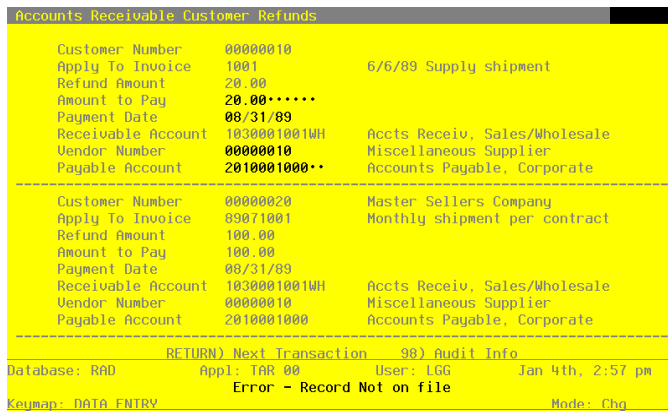 Accounts Receivable Customer Refunds
Customer Number 00000010
Apply To Invoice 1001 6/6/89 Supply shipment
Refund Amount 20.00
Amount to Pay 20.00••••••
Payment Date 08/31/89
Receivable Account 1030001001WH Accts Receiv, Sales/Wholesale
Vendor Number 00000010 Miscellaneous Supplier
Payable Account 2010001000•• Accounts Payable, Corporate
Customer Number 00000020 Master Sellers Company
Apply To Invoice 89071001 Monthly shipment per contract
Refund Amount 100.00
Amount to Pay 100.00
Payment Date 08/31/89
Receivable Account 1030001001WH Accts Receiv, Sales/Wholesale
Vendor Number 00000010 Miscellaneous Supplier
Payable Account 2010001000 Accounts Payable, Corporate
RETURN) Next Transaction 98) Audit Info
Database: RAD Appl: TAR 00 User: LGG Jan 4th, 2:57 pm
Error - Record Not on file
Keymap: DATA ENTRY Mode: Chg